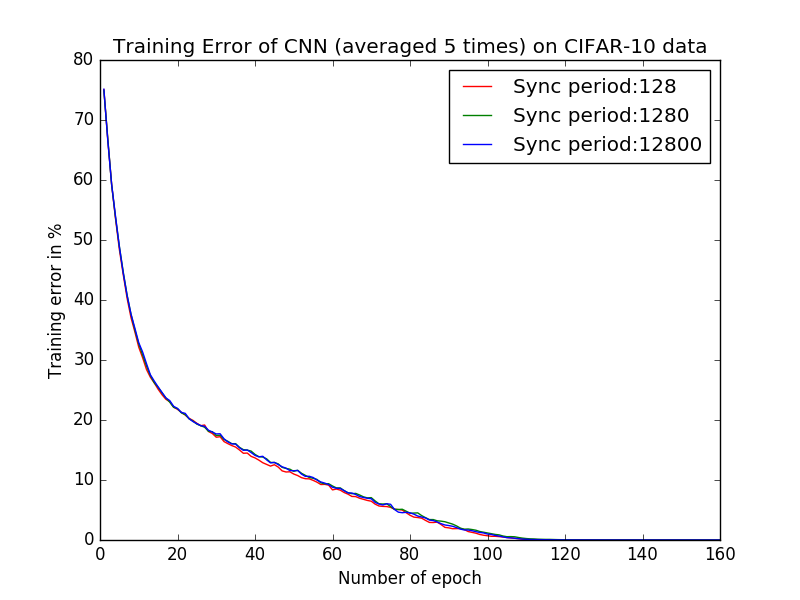 Training Error of CNN (averaged 5 times) on CIFAR-10 data
Sync period:128
Sync period:1280
Sync period:12800
80
70
60
50
40
30
20
10
0
Training error in %
0 20 40 60 80 100 120 140 160
Number of epoch